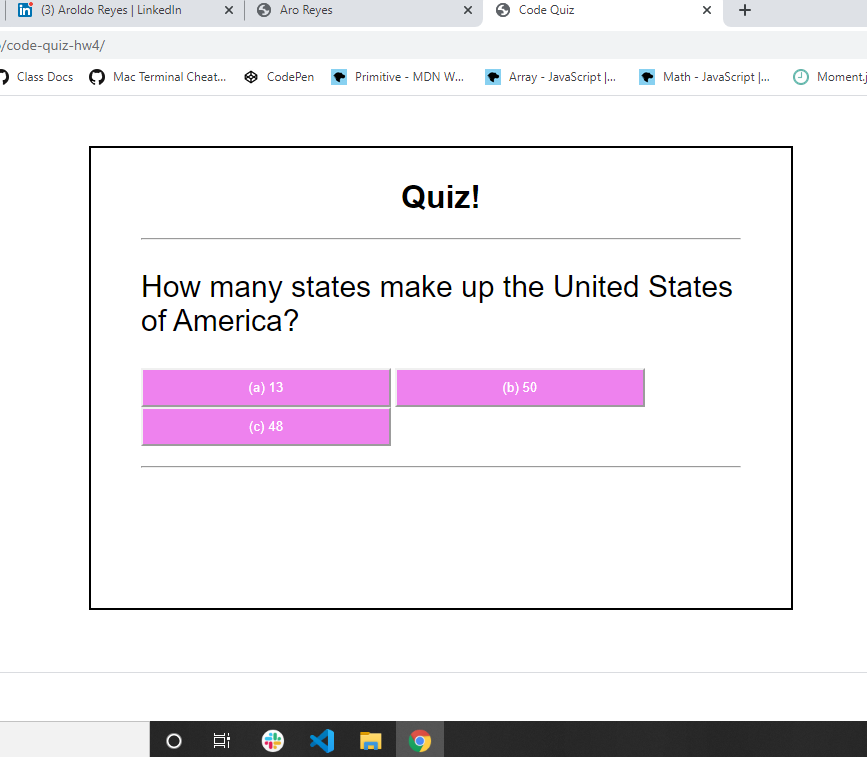 (3) Aroldo Reyes | LinkedIn
Aro Reyes
Code Quiz
/code-quiz-hw4/
Class Docs
Mac Terminal Cheat...
CodePen
Primitive - MDN W...
Array - JavaScript |...
Math - JavaScript |...
Moment.j
Quiz!
How many states make up the United States
of America?
(a) 13
(b) 50
(c) 48